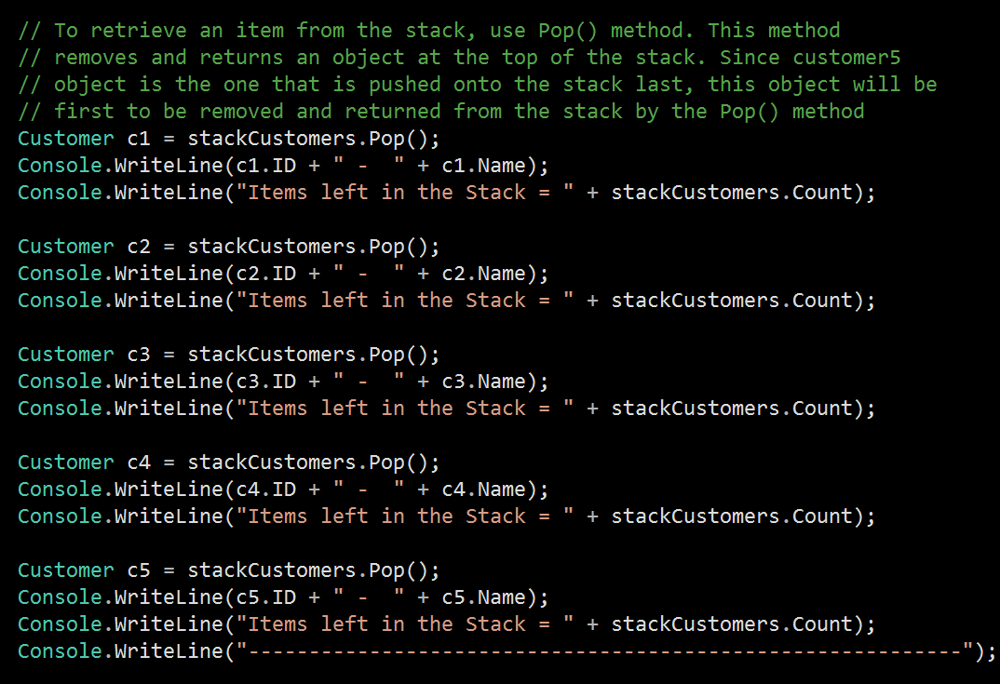 // To retrieve an item from the stack, use Pop() method. This method
// removes and returns an object at the top of the stack. Since customer5
// object is the one that is pushed onto the stack last, this object will be
// first to be removed and returned from the stack by the Pop() method
Customer c1 = stackCustomers.Pop();
Console.WriteLine(c1.ID + " -  " + c1.Name);
Console.WriteLine("Items left in the Stack = " + stackCustomers.Count);

Customer c2 = stackCustomers.Pop();
Console.WriteLine(c2.ID + " -  " + c2.Name);
Console.WriteLine("Items left in the Stack = " + stackCustomers.Count);

Customer c3 = stackCustomers.Pop();
Console.WriteLine(c3.ID + " -  " + c3.Name);
Console.WriteLine("Items left in the Stack = " + stackCustomers.Count);

Customer c4 = stackCustomers.Pop();
Console.WriteLine(c4.ID + " -  " + c4.Name);
Console.WriteLine("Items left in the Stack = " + stackCustomers.Count);

Customer c5 = stackCustomers.Pop();
Console.WriteLine(c5.ID + " -  " + c5.Name);
Console.WriteLine("Items left in the Stack = " + stackCustomers.Count);
Console.WriteLine("-----------------------------------------------------------");